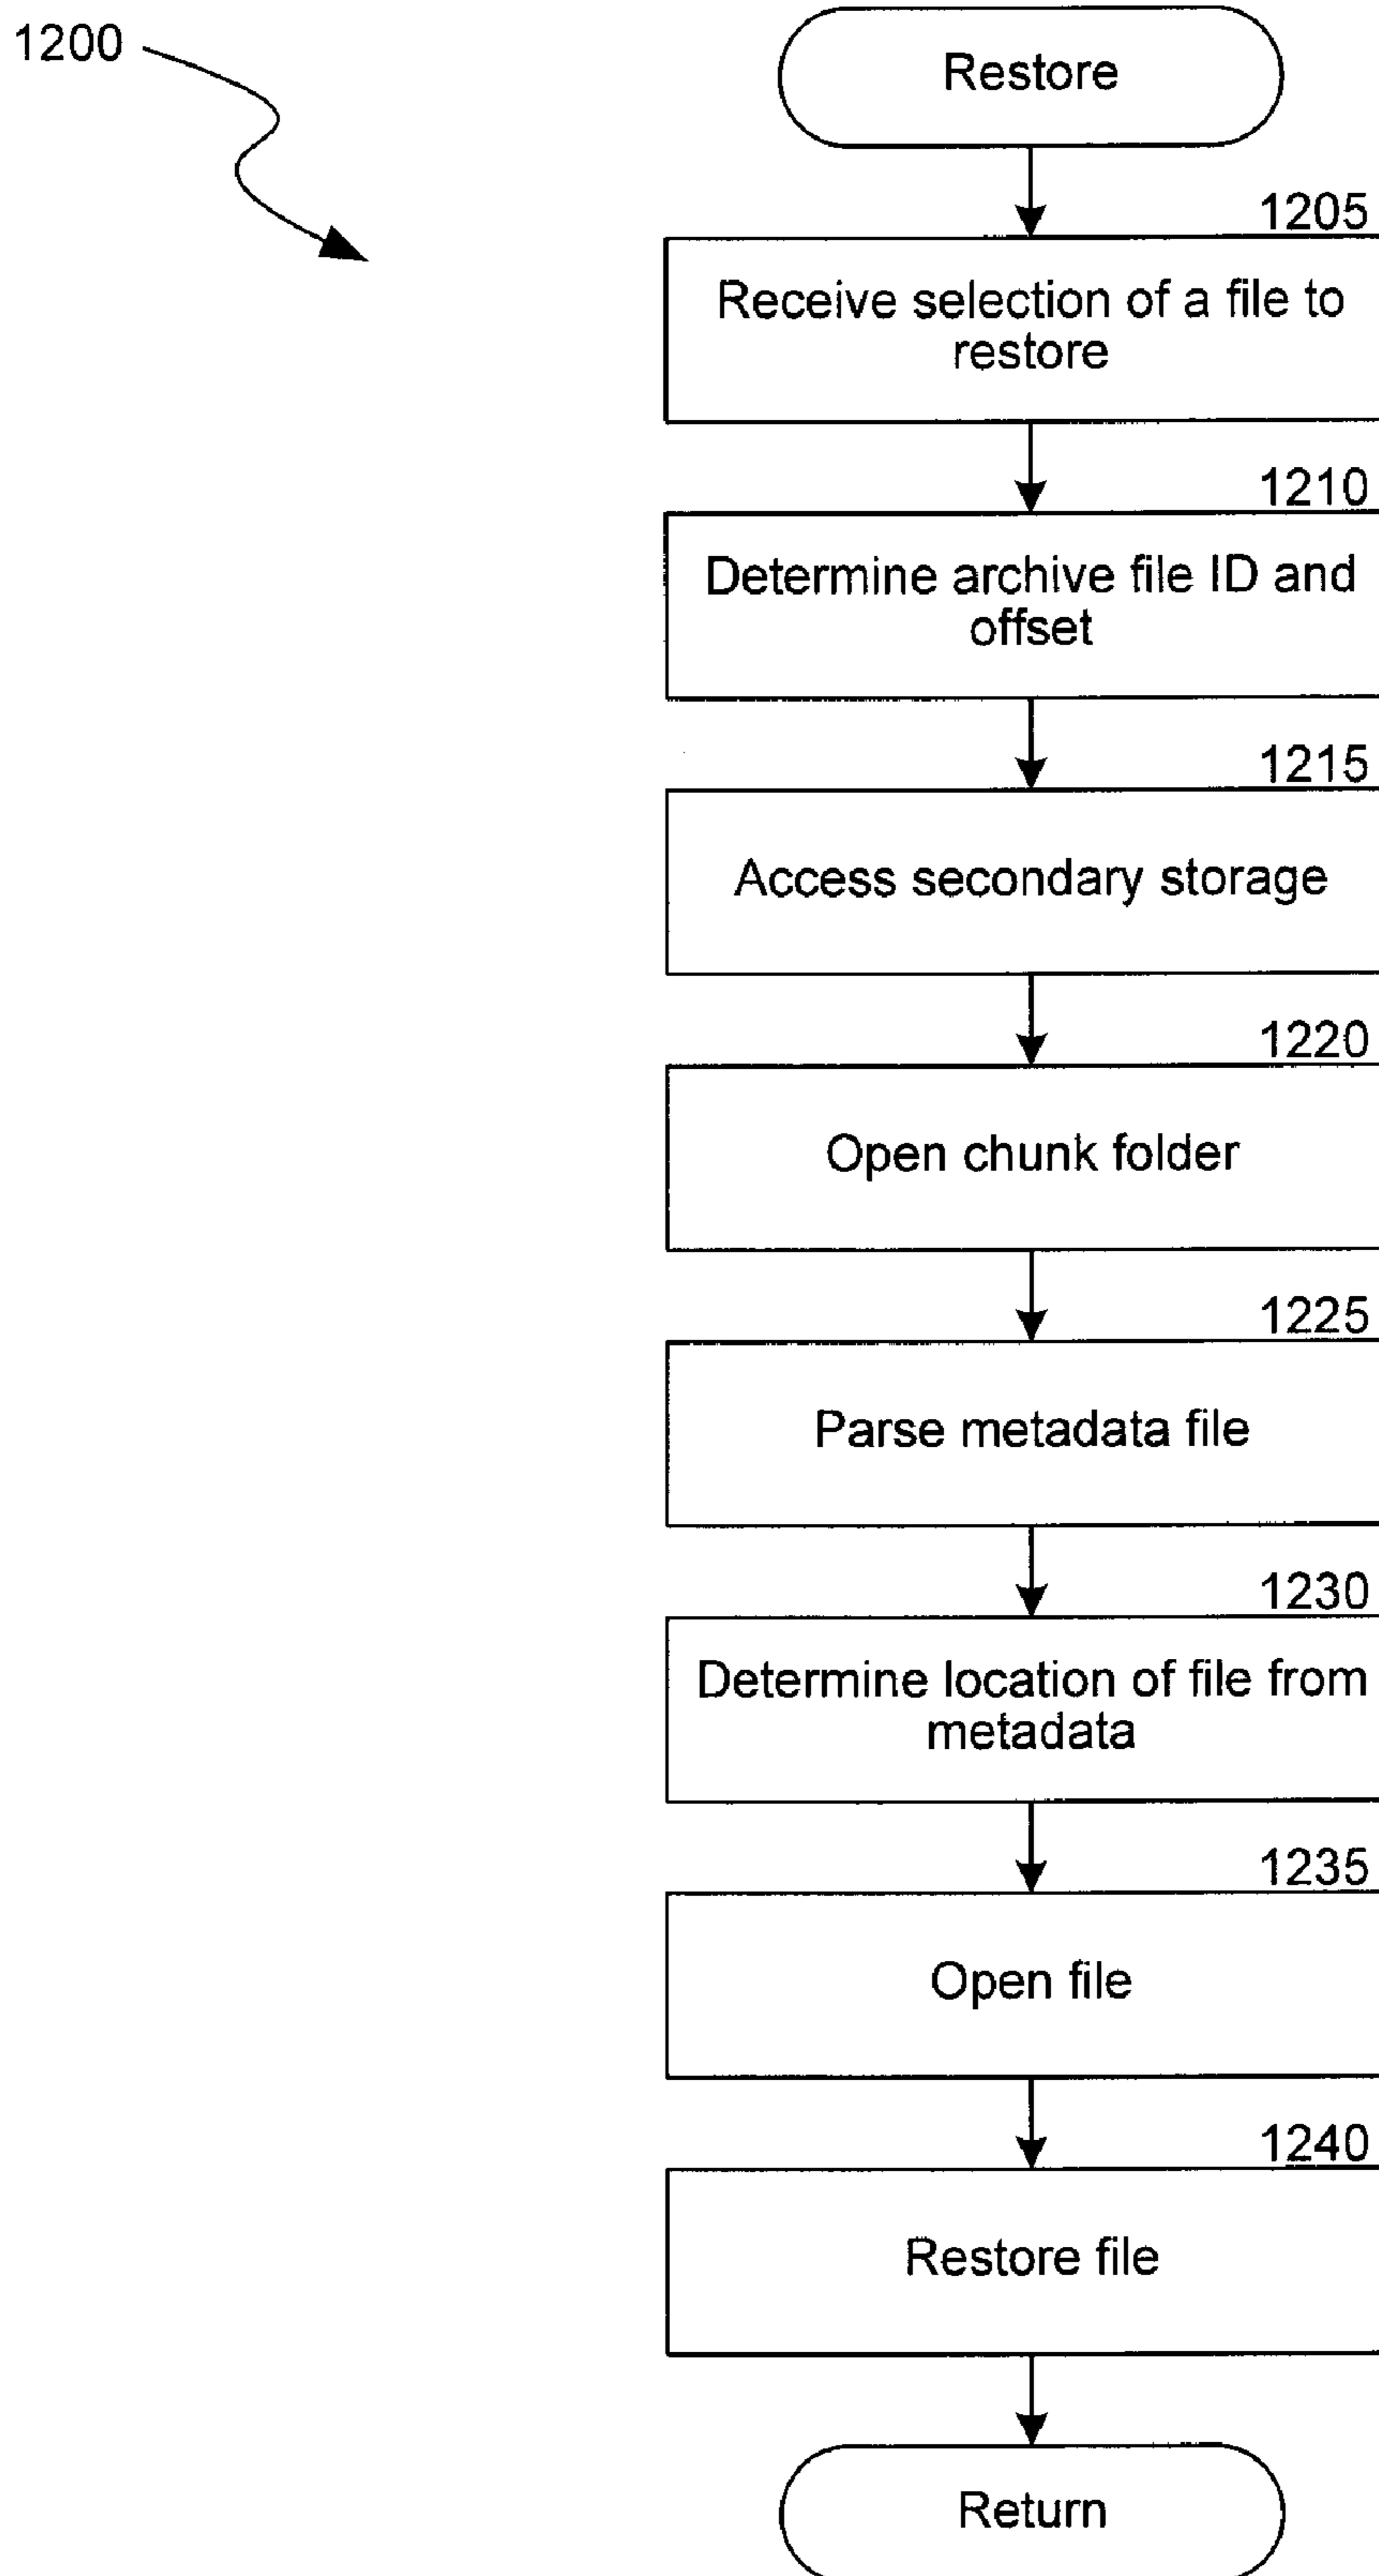 1200
Restore
1205
Receive selection of a file to
restore
1210
Determine archive file ID and
offset
1215
Access secondary storage
1220
Open chunk folder
1225
Parse metadata file
1230
Determine location of file from
metadata
1235
Open file
1240
Restore file
Return